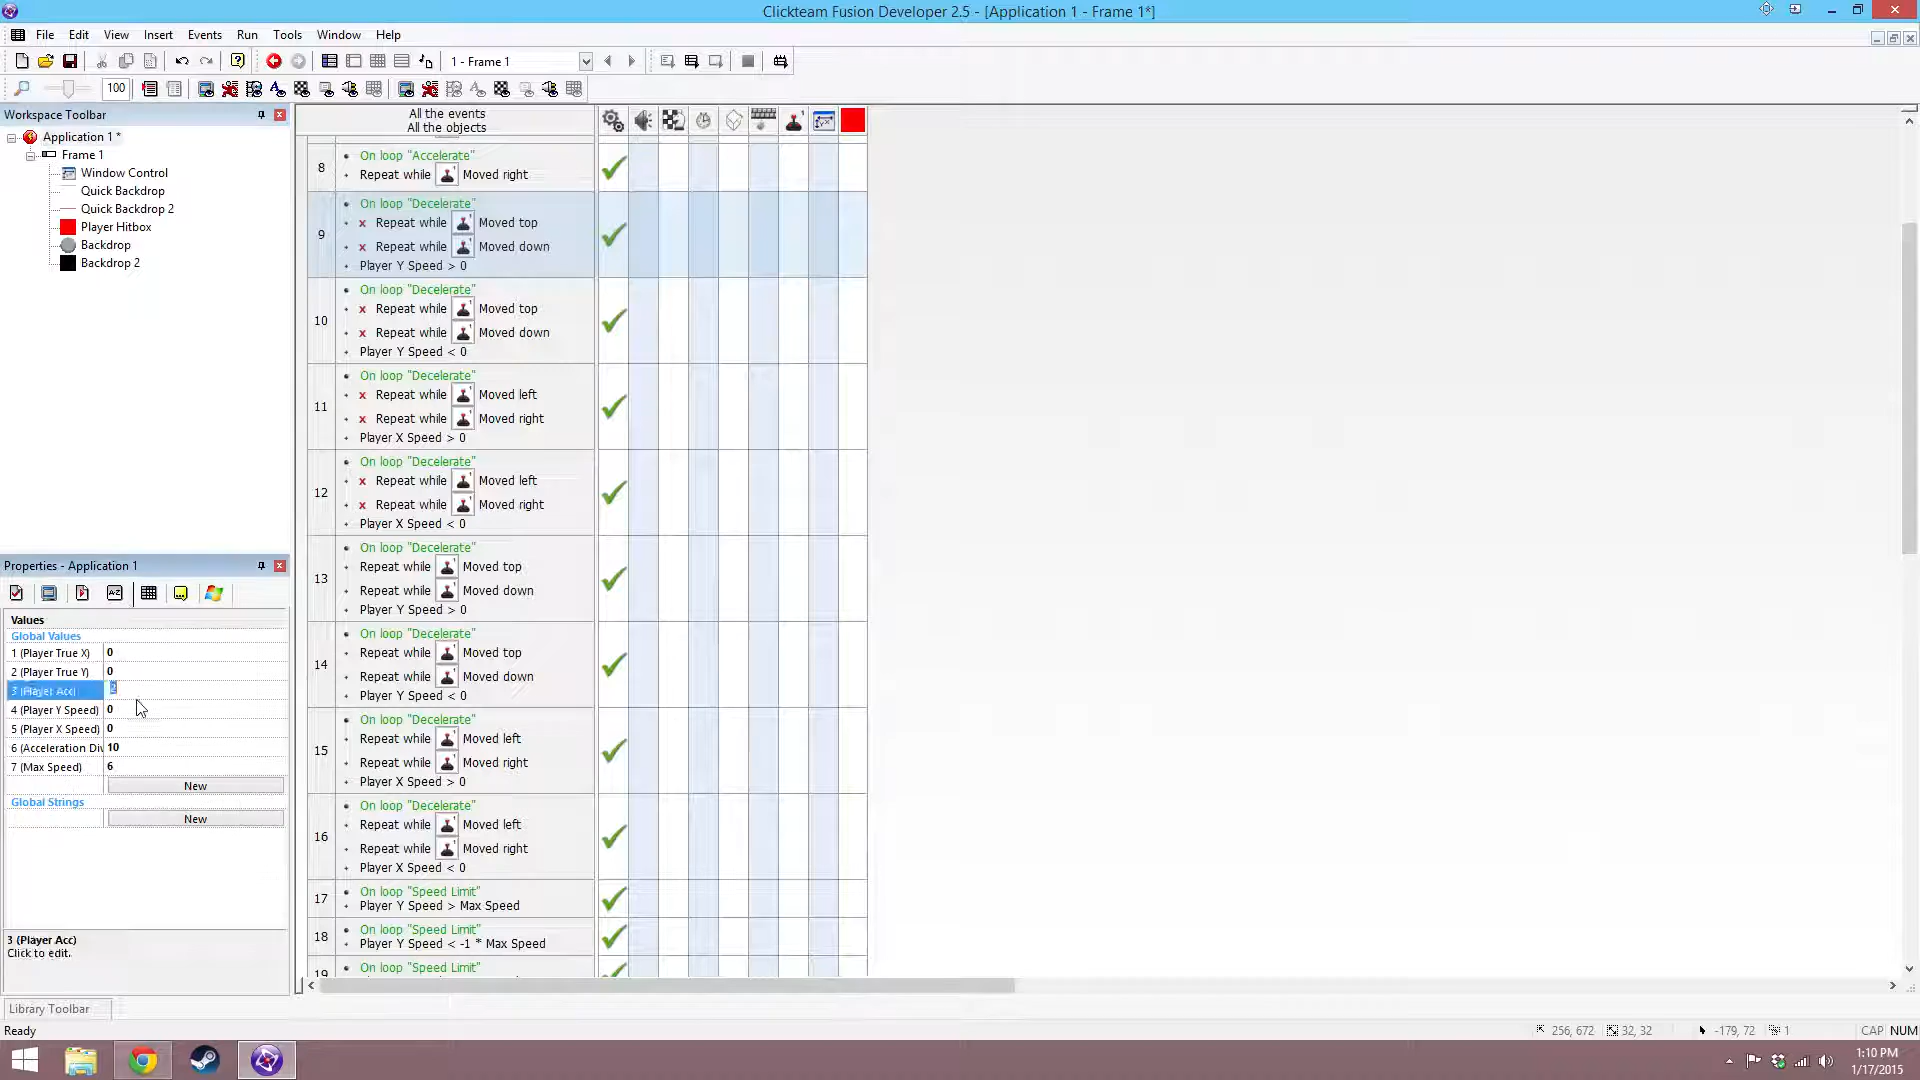 Clickteam Fusion Developer 2.5 - [Application 1 - Frame 1*]
File Edit View Insert Events Run Tools Window Help
1 - Frame 1
100
Workspace Toolbar
Application 1 *
Frame 1
Window Control
Quick Backdrop
Quick Backdrop 2
Player Hitbox
Backdrop
Backdrop 2
Properties - Application 1
Values
Global Values
1 (Player True X) 0
2 (Player True Y) 0
3 (Player Acc)
4 (Player Y Speed) 0
5 (Player X Speed) 0
6 (Acceleration Div 10
7 (Max Speed) 6
New
Global Strings
New
3 (Player Acc)
Click to edit.
Library Toolbar
Ready
All the events
All the objects
8
On loop "Accelerate"
Repeat while Moved right
9
On loop "Decelerate"
x Repeat while Moved top
x Repeat while Moved down
Player Y Speed > 0
10
On loop "Decelerate"
x Repeat while Moved top
x Repeat while Moved down
Player Y Speed < 0
11
On loop "Decelerate"
x Repeat while Moved left
x Repeat while Moved right
Player X Speed > 0
12
On loop "Decelerate"
x Repeat while Moved left
x Repeat while Moved right
Player X Speed < 0
13
On loop "Decelerate"
Repeat while Moved top
Repeat while Moved down
Player Y Speed > 0
14
On loop "Decelerate"
Repeat while Moved top
Repeat while Moved down
Player Y Speed < 0
15
On loop "Decelerate"
Repeat while Moved left
Repeat while Moved right
Player X Speed > 0
16
On loop "Decelerate"
Repeat while Moved left
Repeat while Moved right
Player X Speed < 0
17
On loop "Speed Limit"
Player Y Speed > Max Speed
18
On loop "Speed Limit"
Player Y Speed < -1 * Max Speed
19
On loop "Speed Limit"
256, 672 32, 32 -179, 72 1 CAP NUM
1:10 PM
1/17/2015